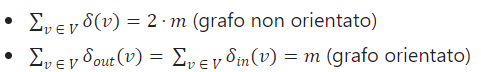 • ∑𝑣 ∈ 𝑉 𝛿(𝑣) = 2 · 𝑚 (grafo non orientato)
• ∑𝑣 ∈ 𝑉 𝛿𝑜𝑢𝑡(𝑣) = ∑𝑣 ∈ 𝑉 𝛿𝑖𝑛(𝑣) = 𝑚 (grafo orientato)